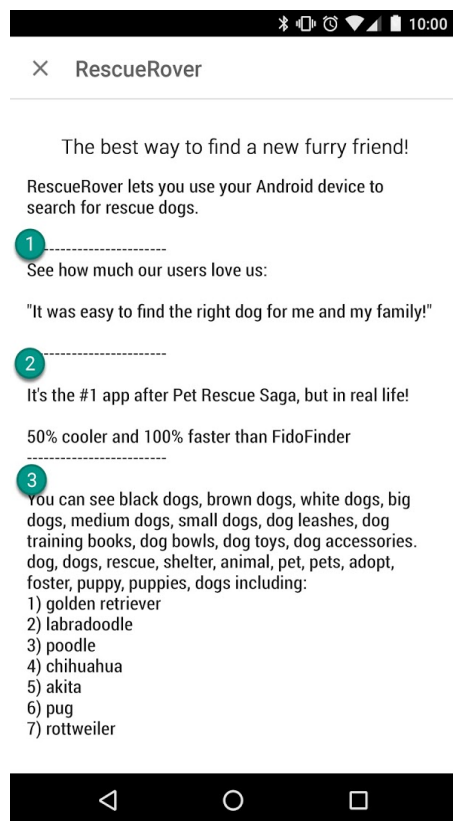 10:00
RescueRover
The best way to find a new furry friend!
RescueRover lets you use your Android device to
search for rescue dogs.
1 ----------------------
See how much our users love us:
"It was easy to find the right dog for me and my family!"
----------------------
2
It's the #1 app after Pet Rescue Saga, but in real life!
50% cooler and 100% faster than FidoFinder
-------------------------
3
You can see black dogs, brown dogs, white dogs, big
dogs, medium dogs, small dogs, dog leashes, dog
training books, dog bowls, dog toys, dog accessories.
dog, dogs, rescue, shelter, animal, pet, pets, adopt,
foster, puppy, puppies, dogs including:
1) golden retriever
2) labradoodle
3) poodle
4) chihuahua
5) akita
6) pug
7) rottweiler